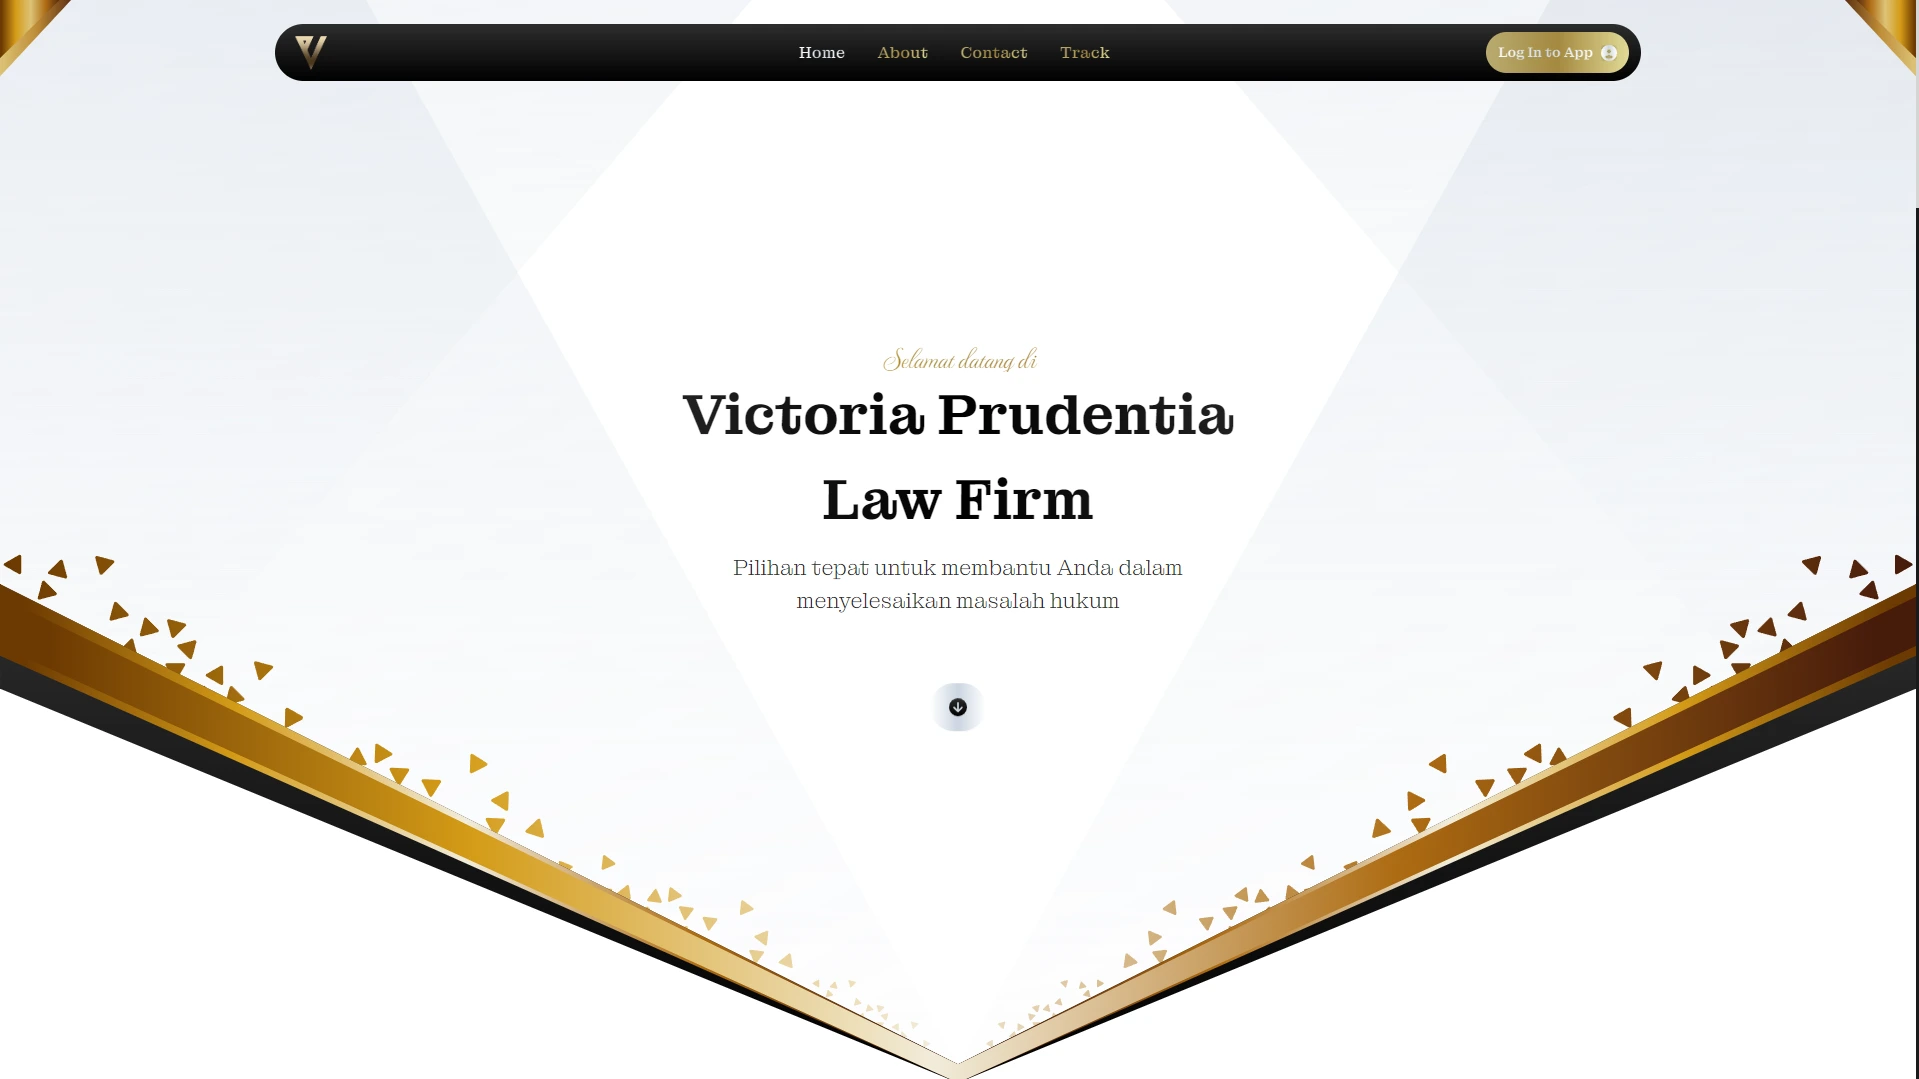 Home About Contact Track Log In to App
Selamat datang di
Victoria Prudentia
Law Firm
Pilihan tepat untuk membantu Anda dalam
menyelesaikan masalah hukum